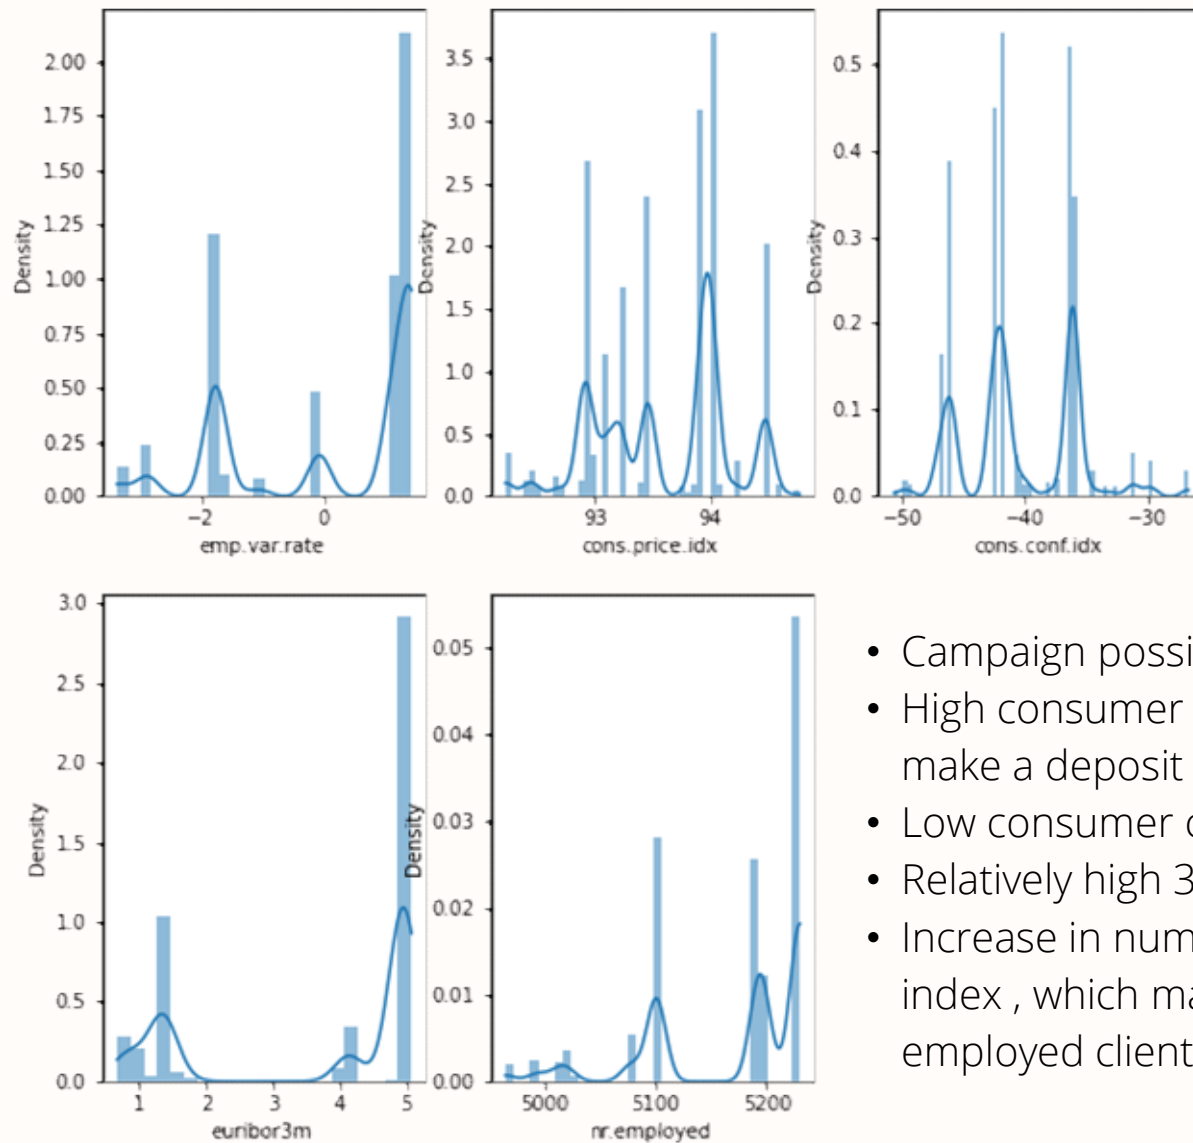 2.00
1.75
1.50
1.25
1.00
0.75
0.50
0.25
0.00
Density
−2 0
emp.var.rate
3.5
3.0
2.5
2.0
1.5
1.0
0.5
0.0
Density
93 94
cons.price.idx
0.5
0.4
0.3
0.2
0.1
0.0
Density
−50 −40 −30
cons.conf.idx
3.0
2.5
2.0
1.5
1.0
0.5
0.0
Density
1 2 3 4 5
euribor3m
0.05
0.04
0.03
0.02
0.01
0.00
Density
5000 5100 5200
nr.employed
• Campaign possi
• High consumer
make a deposit
• Low consumer c
• Relatively high 3
• Increase in num
index , which ma
employed client